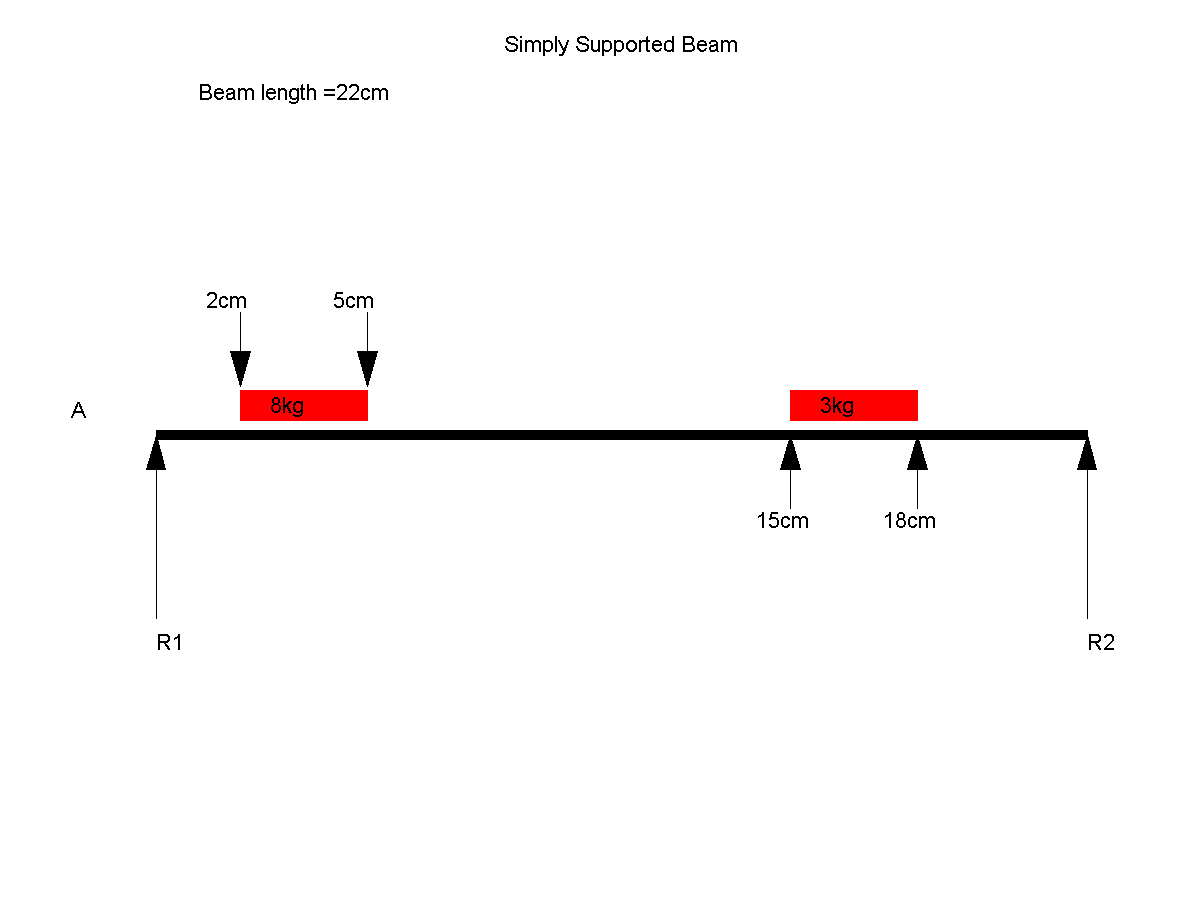 Simply Supported Beam
Beam length =22cm
2cm 5cm
A 8kg 3kg
15cm 18cm
R1 R2